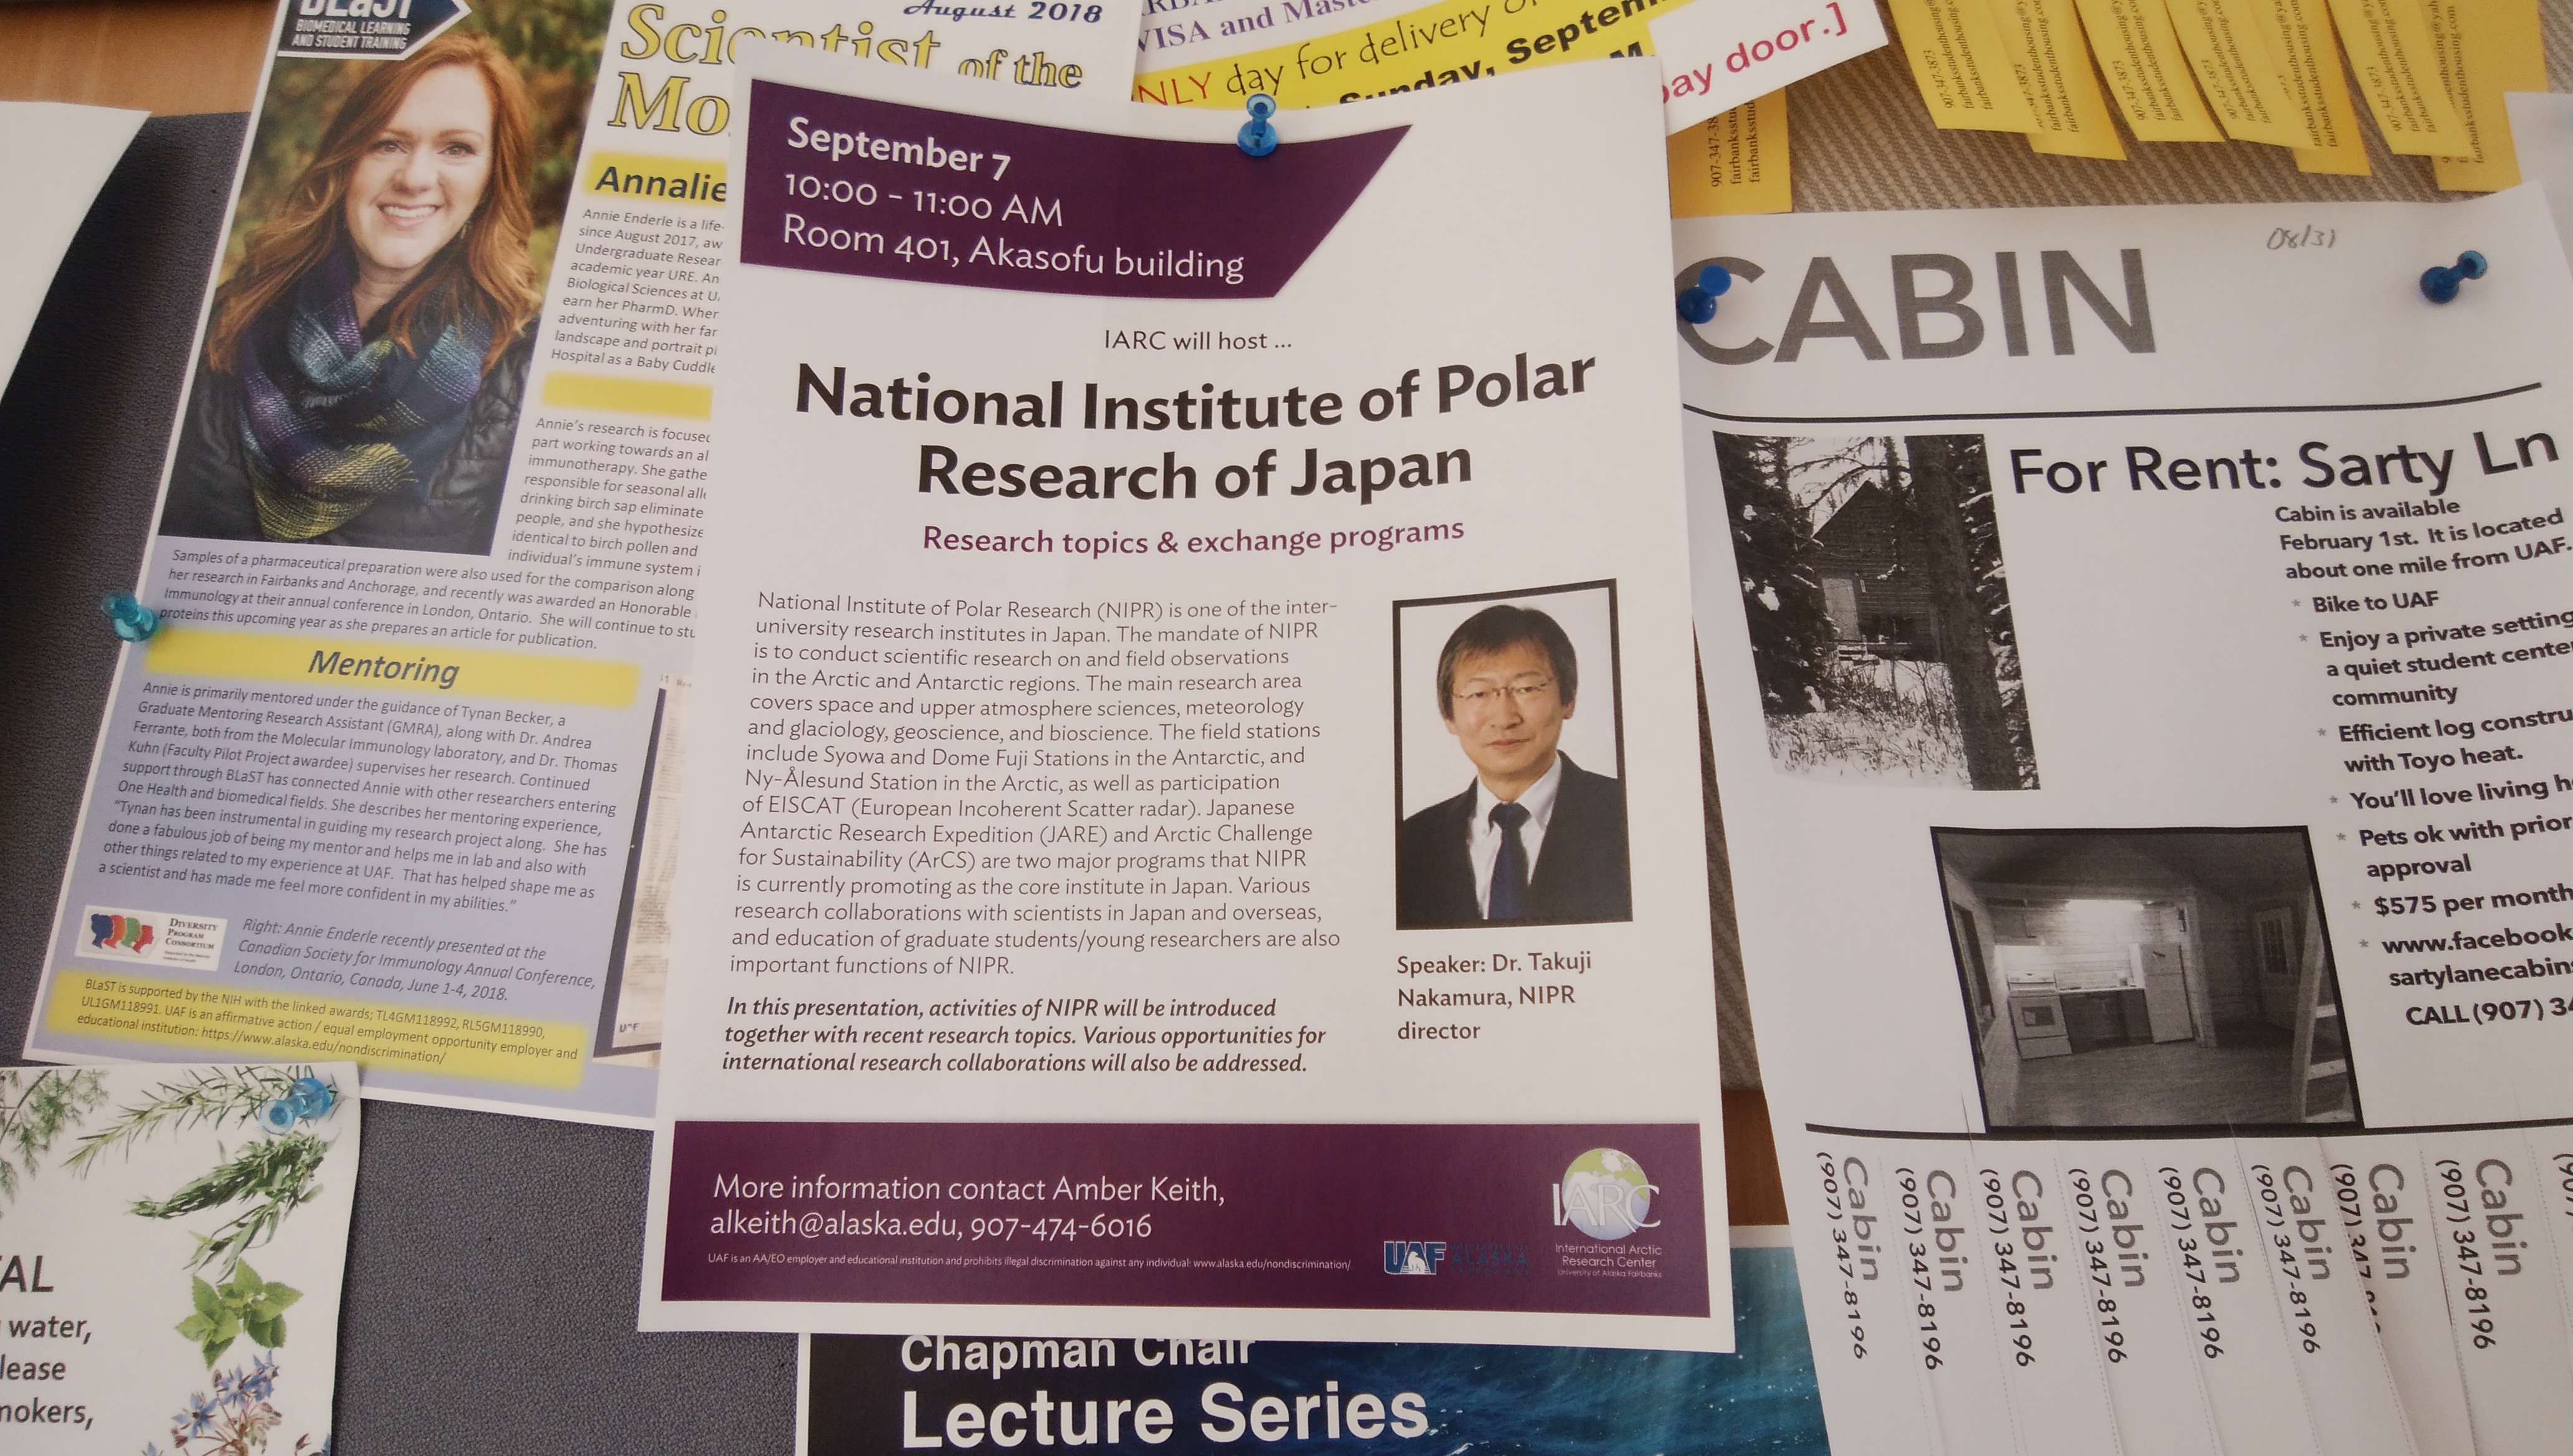 BLaST
BIOMEDICAL LEARNING
AND STUDENT TRAINING
August 2018
Scientist of the
Mo
Annalie
Annie Enderle is a life-
since August 2017, aw
Undergraduate Resear
academic year URE. An
Biological Sciences at U
earn her PharmD. Wher
adventuring with her far
landscape and portrait
Hospital as a Baby Cuddle
Annie's research is focused
part working towards an al
immunotherapy. She gathe
responsible for seasonal alle
drinking birch sap eliminate
people, and she hypothesize
identical to birch pollen and
individual's immune system i
Samples of a pharmaceutical preparation were also used for the comparison along
her research in Fairbanks and Anchorage, and recently was awarded an Honorable
Immunology at their annual conference in London, Ontario. She will continue to stu
proteins this upcoming year as she prepares an article for publication.
Mentoring
Annie is primarily mentored under the guidance of Tynan Becker, a
Graduate Mentoring Research Assistant (GMRA), along with Dr. Andrea
Ferrante, both from the Molecular Immunology laboratory, and Dr. Thomas
Kuhn (Faculty Pilot Project awardee) supervises her research. Continued
support through BLaST has connected Annie with other researchers entering
One Health and biomedical fields. She describes her mentoring experience,
"Tynan has been instrumental in guiding my research project along. She has
done a fabulous job of being my mentor and helps me in lab and also with
other things related to my experience at UAF. That has helped shape me as
a scientist and has made me feel more confident in my abilities."
DIVERSITY
PROGRAM
CONSORTIUM
Right: Annie Enderle recently presented at the
Canadian Society for Immunology Annual Conference,
London, Ontario, Canada, June 1-4, 2018.
BLaST is supported by the NIH with the linked awards; TL4GM118992, RL5GM118990,
UL1GM118991. UAF is an affirmative action / equal employment opportunity employer and
educational institution: https://www.alaska.edu/nondiscrimination/
VISA and Mast
ONLY day for delivery
Sunday, Septem
bay door.]
September 7
10:00 - 11:00 AM
Room 401, Akasofu building
IARC will host ...
National Institute of Polar
Research of Japan
Research topics & exchange programs
National Institute of Polar Research (NIPR) is one of the inter-
university research institutes in Japan. The mandate of NIPR
is to conduct scientific research on and field observations
in the Arctic and Antarctic regions. The main research area
covers space and upper atmosphere sciences, meteorology
and glaciology, geoscience, and bioscience. The field stations
include Syowa and Dome Fuji Stations in the Antarctic, and
Ny-Ålesund Station in the Arctic, as well as participation
of EISCAT (European Incoherent Scatter radar). Japanese
Antarctic Research Expedition (JARE) and Arctic Challenge
for Sustainability (ArCS) are two major programs that NIPR
is currently promoting as the core institute in Japan. Various
research collaborations with scientists in Japan and overseas,
and education of graduate students/young researchers are also
important functions of NIPR.
In this presentation, activities of NIPR will be introduced
together with recent research topics. Various opportunities for
international research collaborations will also be addressed.
Speaker: Dr. Takuji
Nakamura, NIPR
director
More information contact Amber Keith,
alkeith@alaska.edu, 907-474-6016
UAF is an AA/EO employer and educational institution and prohibits illegal discrimination against any individual: www.alaska.edu/nondiscrimination/
UAF
IARC
International Arctic
Research Center
University of Alaska Fairbanks
907-347-3873
fairbanksstudenthousing.com
08/31
CABIN
For Rent: Sarty Ln
Cabin is available
February 1st. It is located
about one mile from UAF.
* Bike to UAF
* Enjoy a private setting
a quiet student cente
community
* Efficient log constru
with Toyo heat.
* You'll love living h
* Pets ok with prior
approval
* $575 per month
* www.facebook
sartylanecabin
CALL (907) 34
Cabin
(907) 347-8196
Cabin
(907) 347-8196
Cabin
(907) 347-8196
Cabin
(907) 347-8196
Cabin
(907) 347-8196
Cabin
(907) 347-8196
Cabin
(907) 347-8
Cabin
(907) 347-8196
AL
water,
lease
mokers,
Chapman Chair
Lecture Series